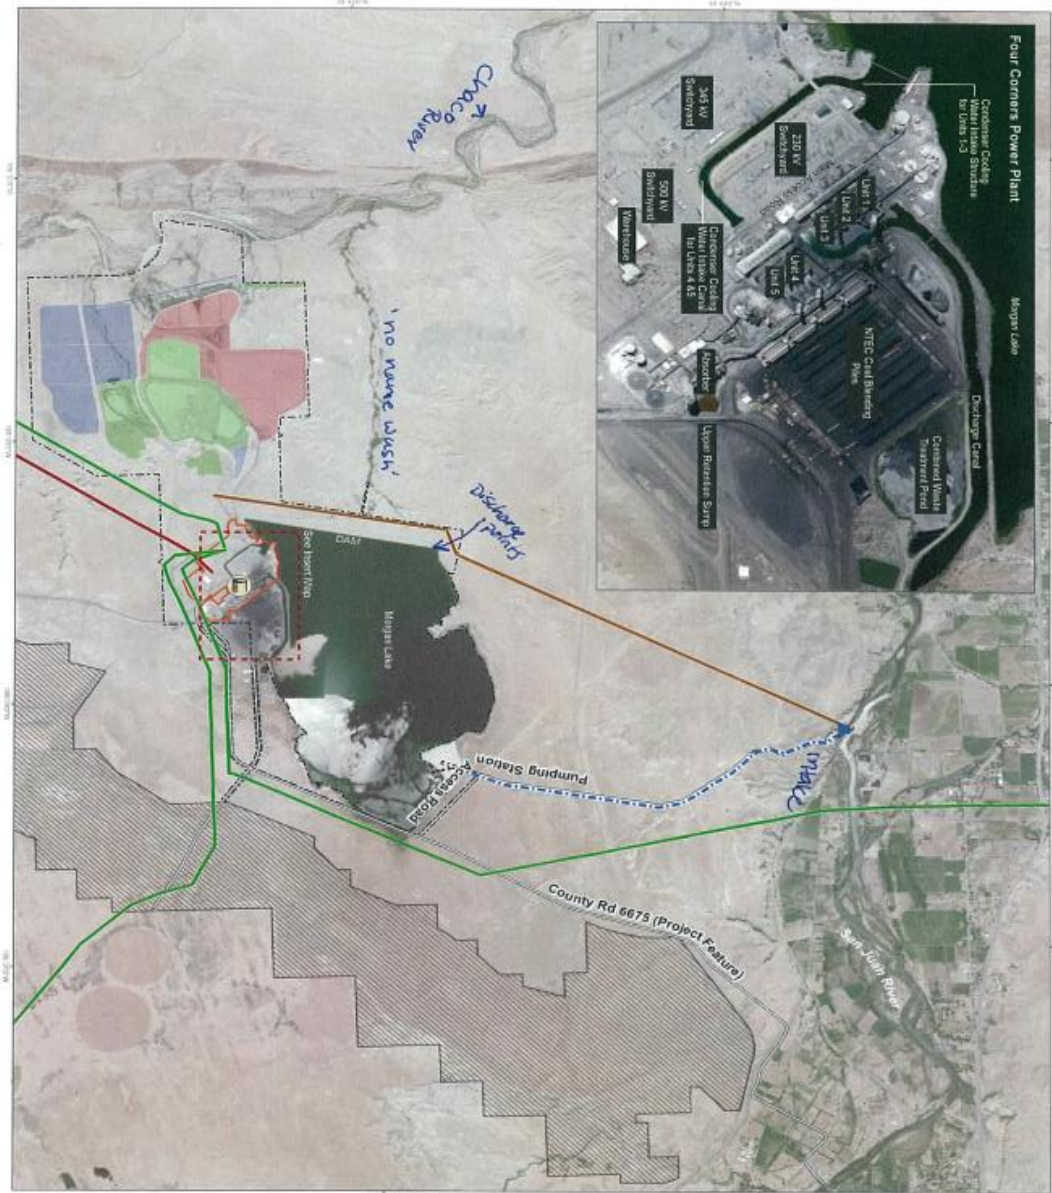 Four Corners Power Plant
Condenser Cooling
Water Intake Structure
for Units 1-3
Morgan Lake
Discharge Canal
345 kV
Switchyard
230 kV
Switchyard
500 kV
Switchyard
Warehouse
Unit 1
Unit 2
Unit 3
Unit 4
Unit 5
Condenser Cooling
Water Intake Canal
for Units 4 &5
NTEC Coal Blending
Piles
Combined Waste
Treatment Pond
Absorber
Upper Retention Sump
Chaco
River
'no name wash'
Discharge
points
DAM
See Inset Map
Morgan Lake
Pumping Station
Access Road
Intake
County Rd 6675 (Project Feature)
San Juan River